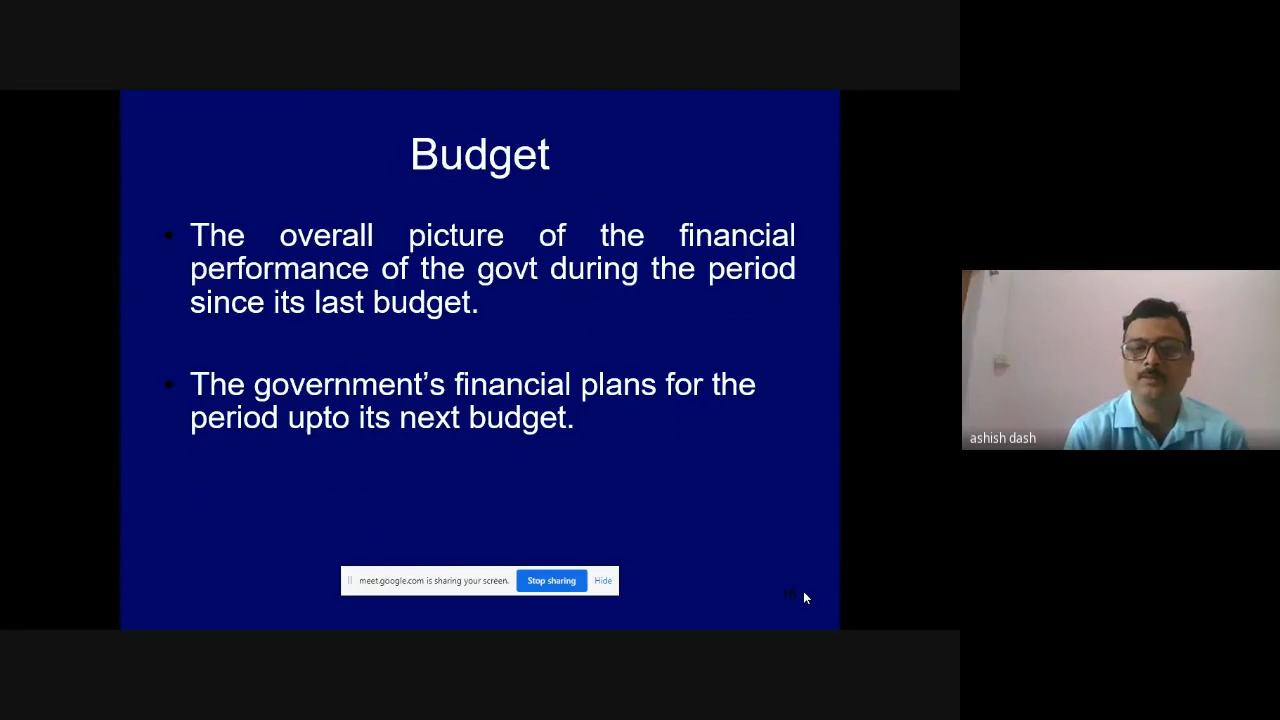 Budget
The overall picture of the financial
performance of the govt during the period
since its last budget.
The government's financial plans for the
period upto its next budget.
meet.google.com is sharing your screen.
Stop sharing
Hide
ashish dash